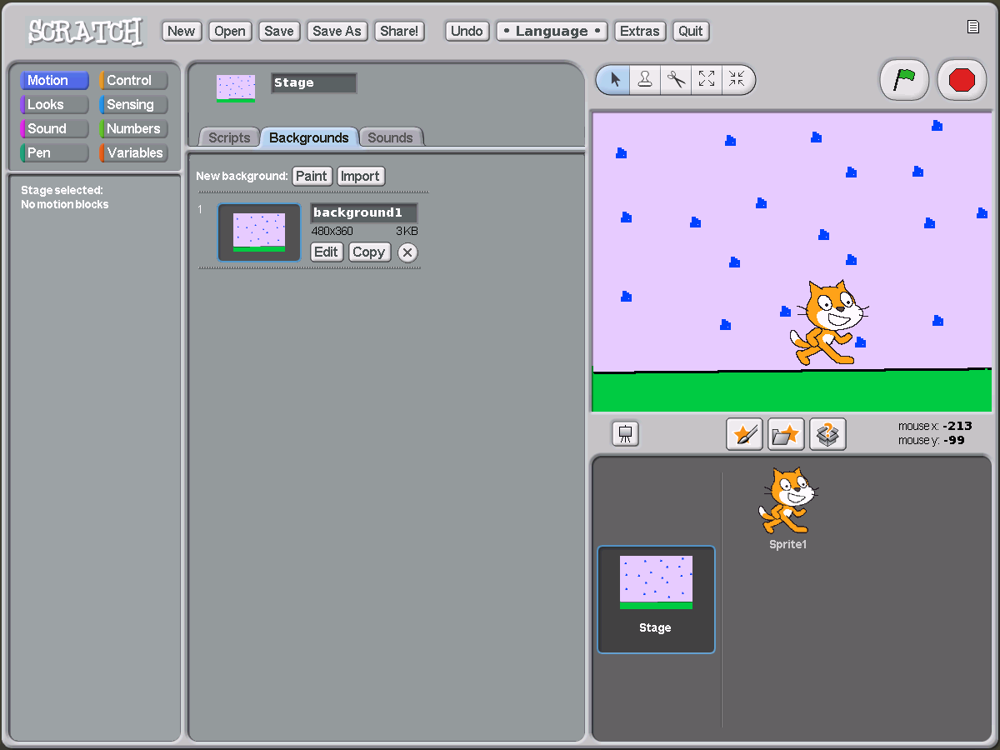 SCRATCH
New Open Save Save As Share! Undo • Language • Extras Quit
Motion Control
Looks Sensing
Sound Numbers
Pen Variables
Stage selected:
No motion blocks
Stage
Scripts Backgrounds Sounds
New background: Paint Import
1
background1
480x360 3 KB
Edit Copy
mouse x: -213
mouse y: -99
Sprite1
Stage